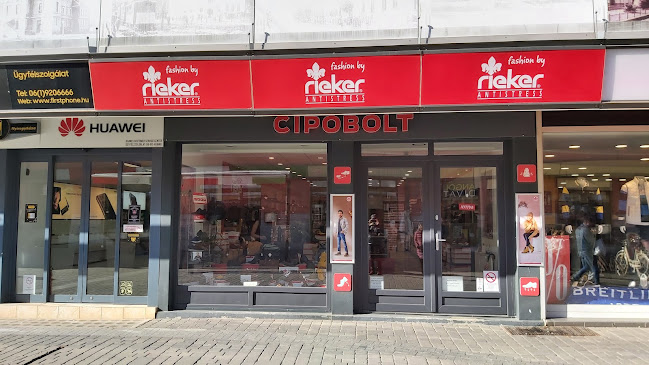 Ügyfélszolgálat
Tel: 06(1)9206666
Web: www.firstphone.hu
HUAWEI
fashion by
rieker
ANTISTRESS
fashion by
rieker
ANTISTRESS
fashion by
rieker
ANTISTRESS
CIPŐBOLT
%
BREITLIN